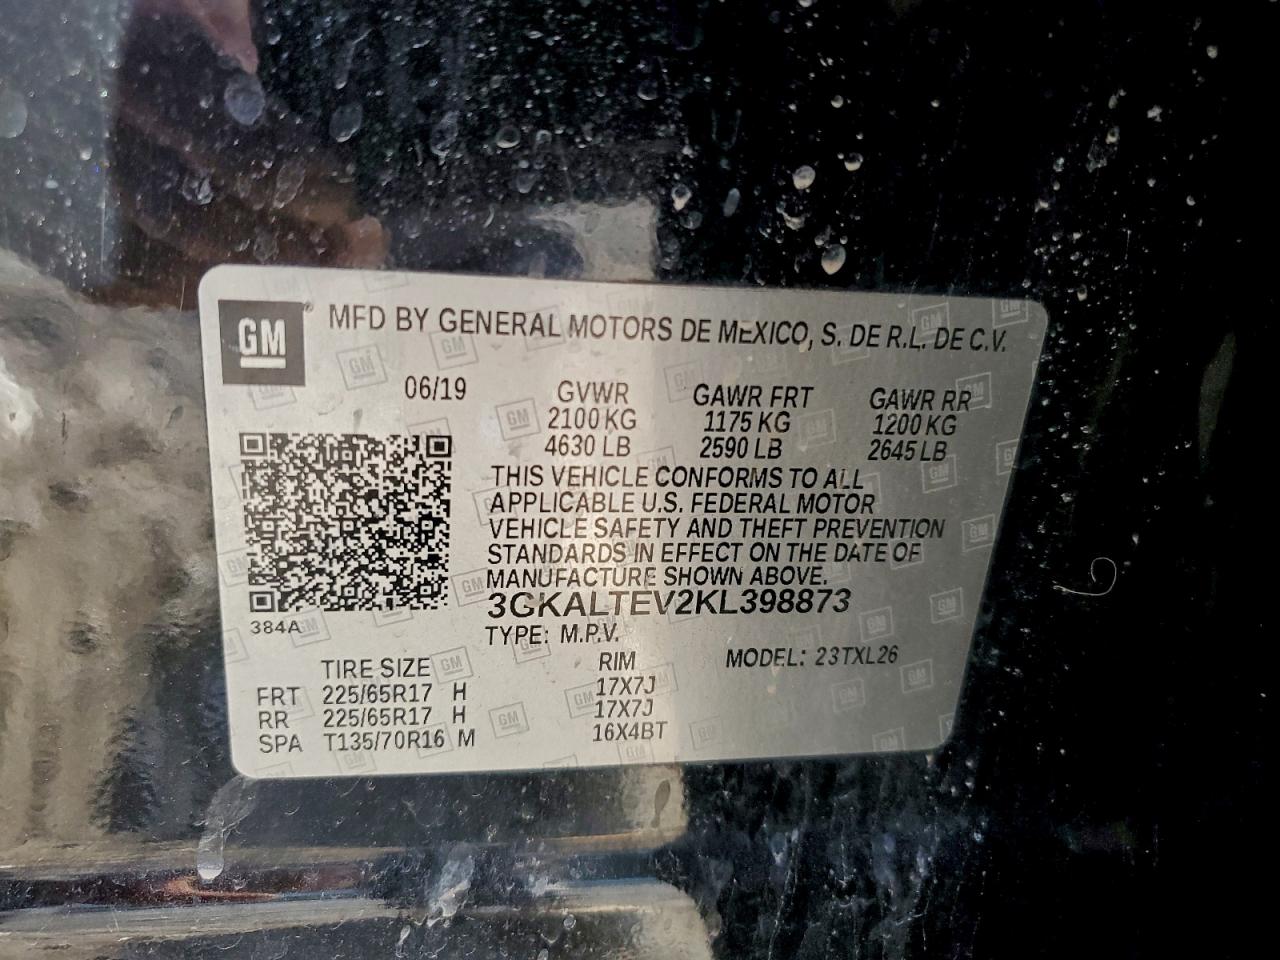 GM® MFD BY GENERAL MOTORS DE MEXICO, S. DE R.L. DE C.V.
06/19 GVWR GAWR FRT GAWR RR
2100 KG 1175 KG 1200 KG
4630 LB 2590 LB 2645 LB
THIS VEHICLE CONFORMS TO ALL
APPLICABLE U.S. FEDERAL MOTOR
VEHICLE SAFETY AND THEFT PREVENTION
STANDARDS IN EFFECT ON THE DATE OF
MANUFACTURE SHOWN ABOVE.
3GKALTEV2KL398873
384A
TYPE: M.P.V.
MODEL: 23TXL26
TIRE SIZE RIM
FRT 225/65R17 H 17X7J
RR 225/65R17 H 17X7J
SPA T135/70R16 M 16X4BT